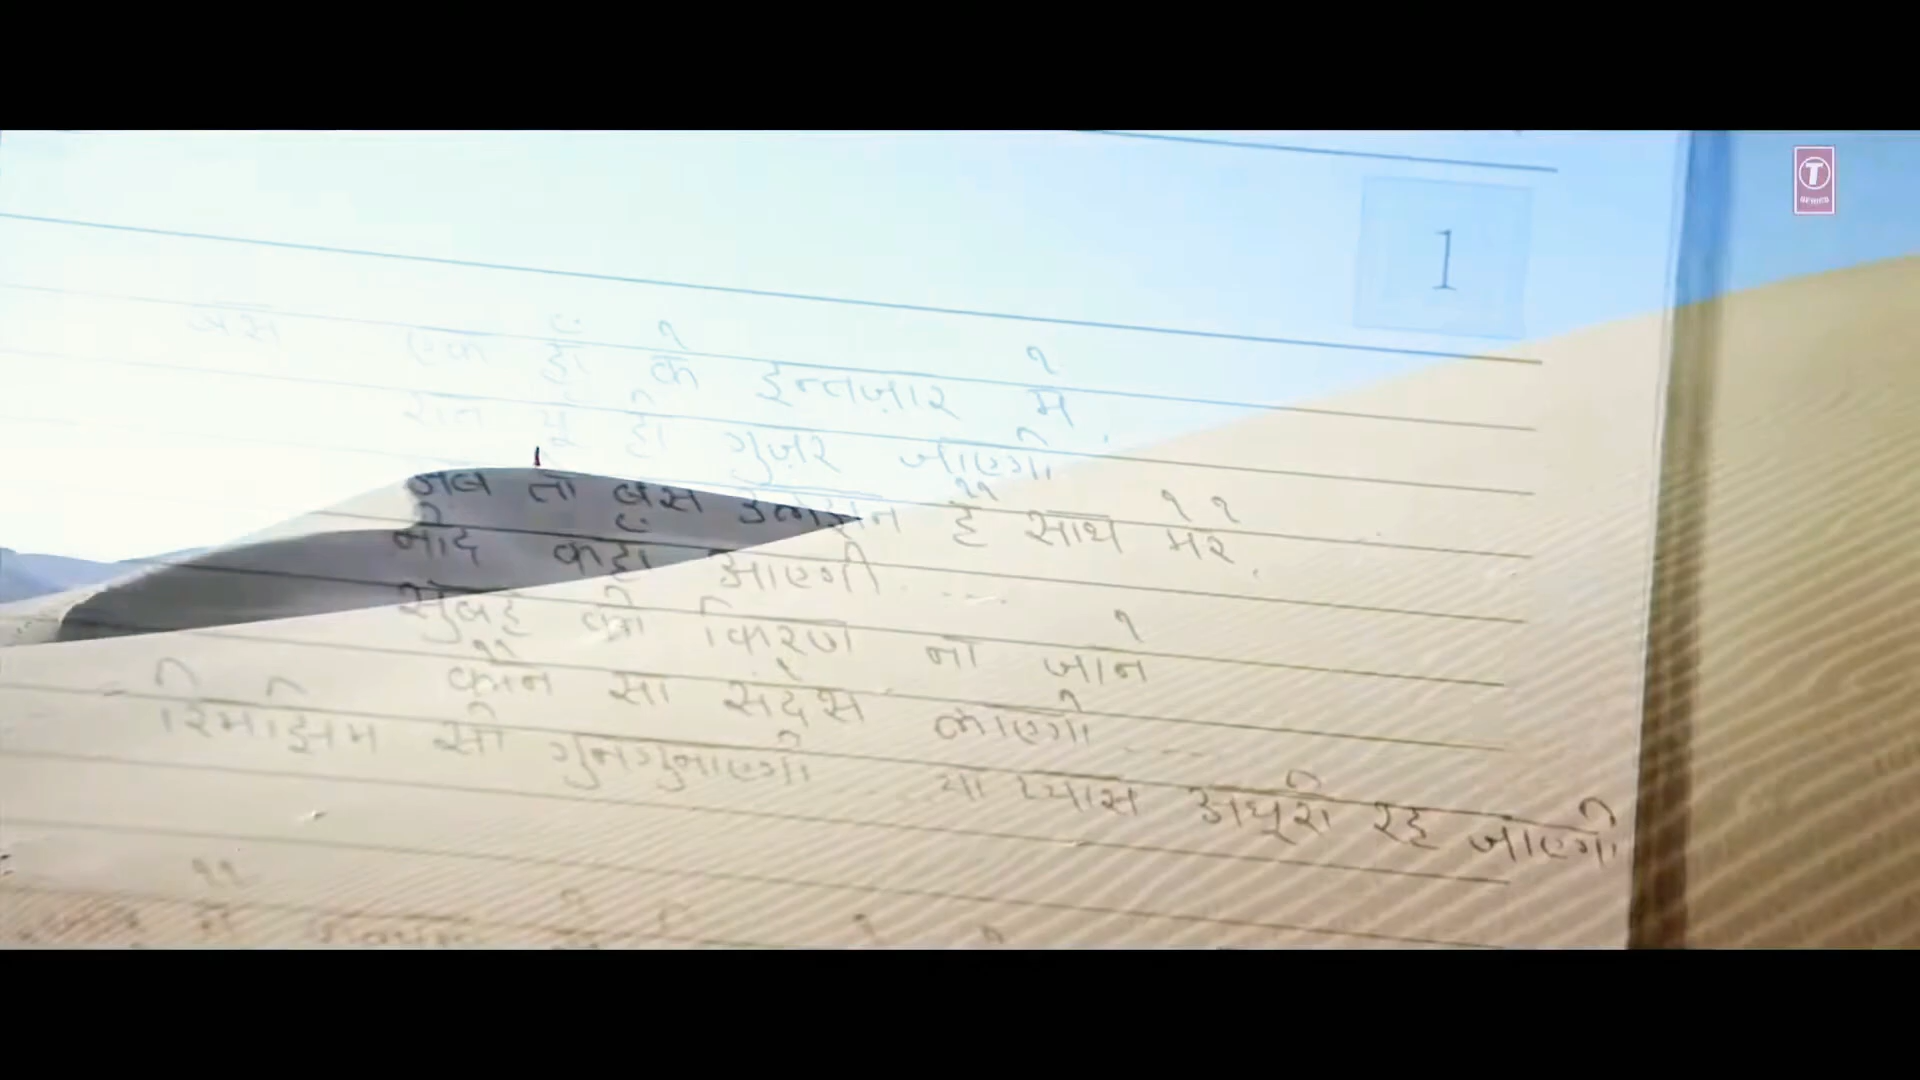 T
SERIES
1
बस एक हाँ के इन्तज़ार में
रात यूँ ही गुज़र जाएगी
अब तो बस उलझन है साथ मेरे
नींद कहाँ आएगी ....
सुबह की किरण ना जाने
कौन सा संदेस लाएगी ....
रिमझिम सी गुनगुनाएगी या प्यास अधूरी रह जाएगी